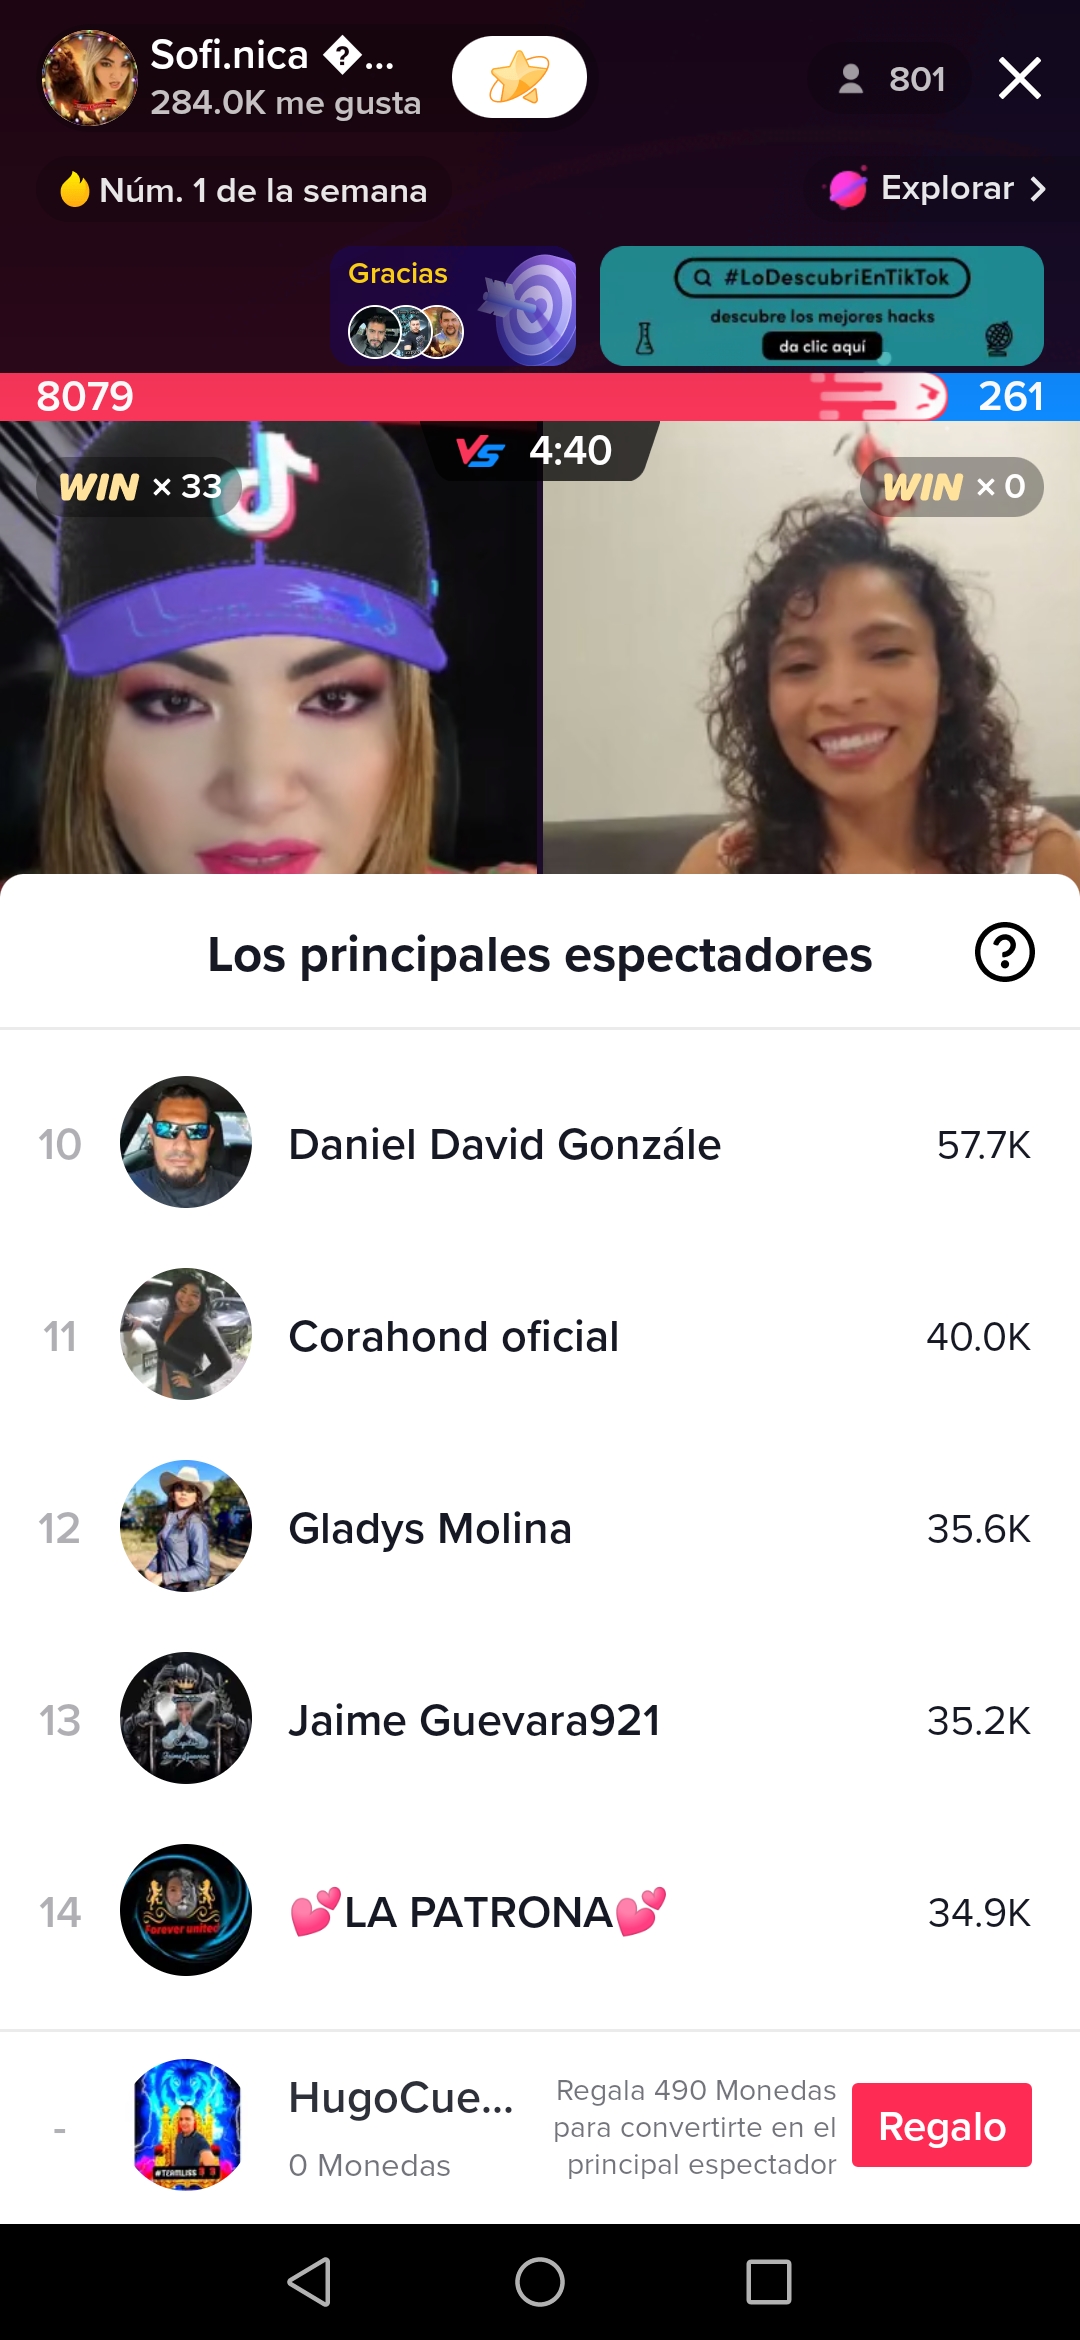 Sofi.nica �...
284.0K me gusta
801
Núm. 1 de la semana
Explorar
Gracias
#LoDescubriEnTikTok
descubre los mejores hacks
da clic aquí
8079
261
VS 4:40
WIN × 33
WIN × 0
Los principales espectadores
10 Daniel David Gonzále 57.7K
11 Corahond oficial 40.0K
12 Gladys Molina 35.6K
13 Jaime Guevara921 35.2K
Forever united
14 💕LA PATRONA💕 34.9K
- HugoCue...
0 Monedas
#TEAMLISS
Regala 490 Monedas
para convertirte en el
principal espectador
Regalo